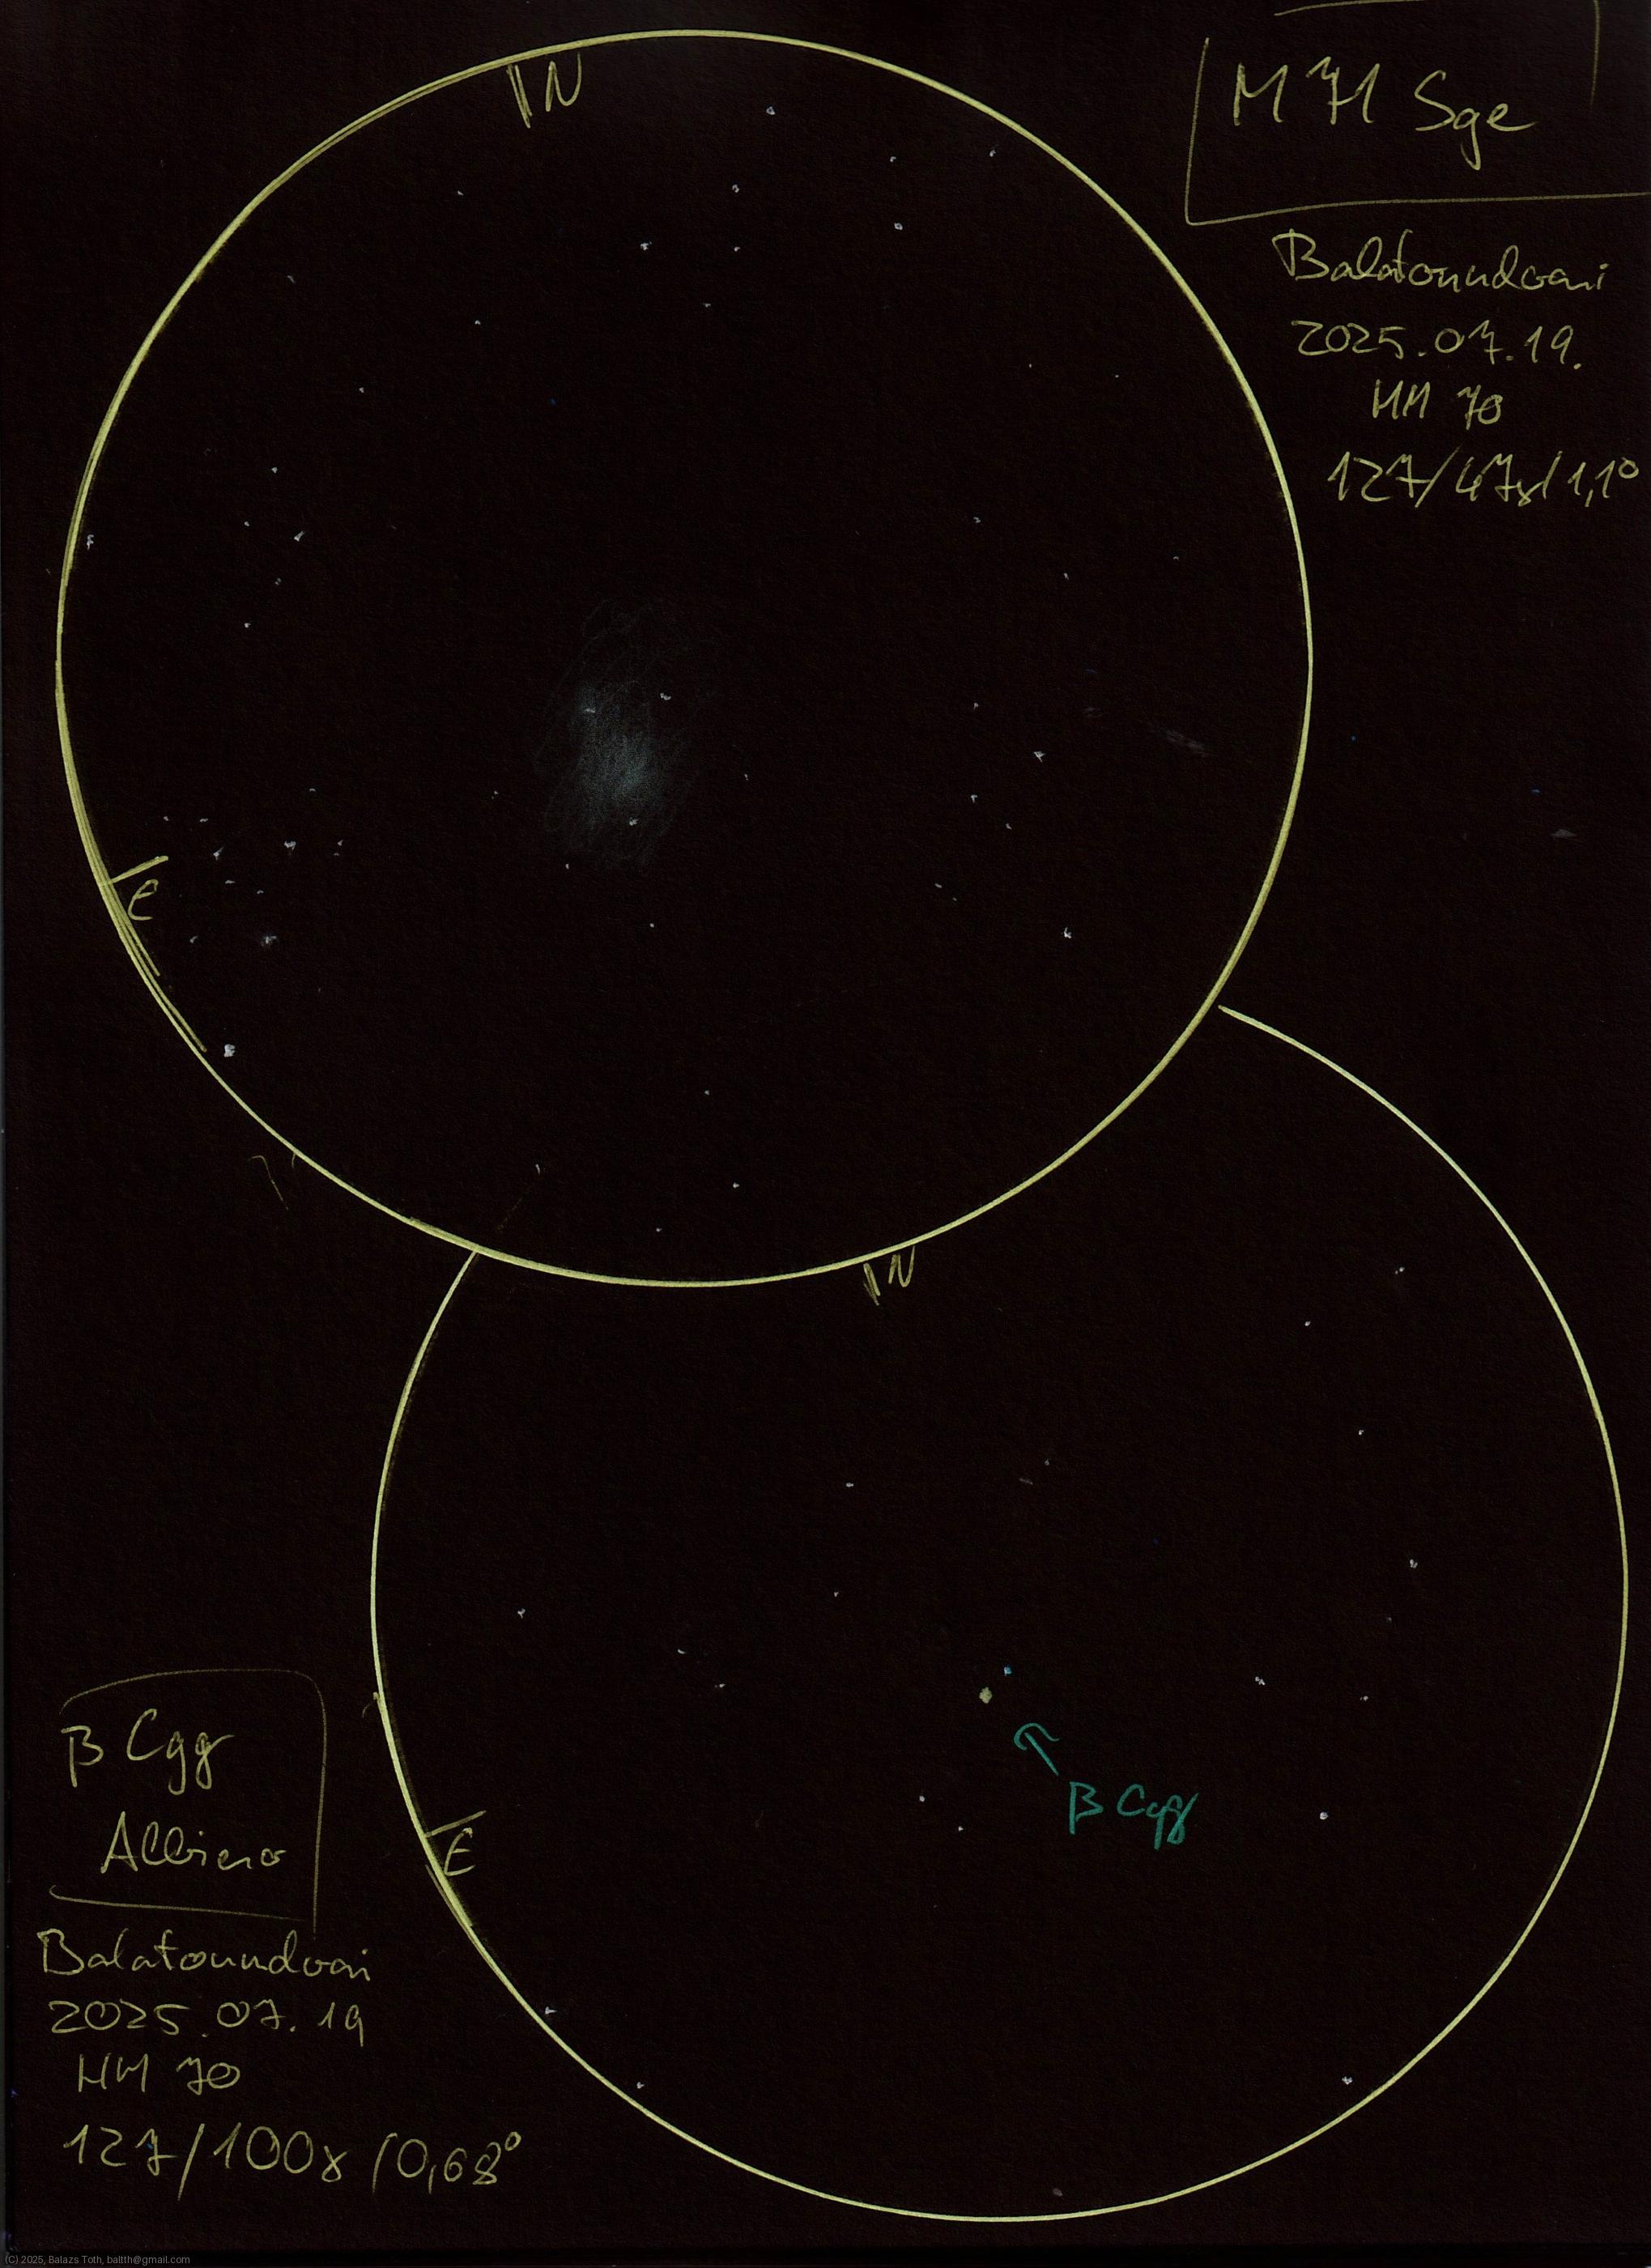 N
M 71 Sge
Balatonudvari
2025.07.19.
HM 70
127/47x/1,1°
E
N
β Cyg
E
β Cyg
Albireo
Balatonudvari
2025.07.19
HM 70
127/100x/0,68°
(C) 2025, Balazs Toth, baltth@gmail.com